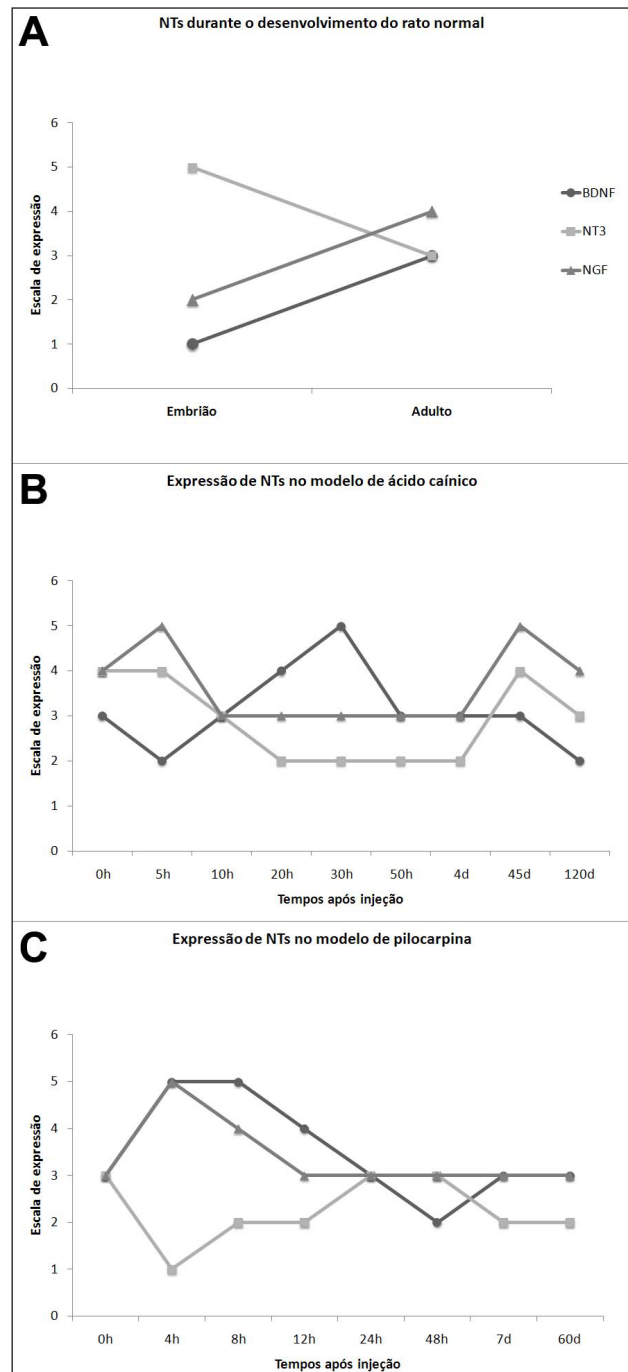 A
NTs durante o desenvolvimento do rato normal
Escala de expressão
6
5
4
3
2
1
0
Embrião
Adulto
BDNF
NT3
NGF
B
Expressão de NTs no modelo de ácido caínico
Escala de expressão
6
5
4
3
2
1
0
0h 5h 10h 20h 30h 50h 4d 45d 120d
Tempos após injeção
C
Expressão de NTs no modelo de pilocarpina
Escala de expressão
6
5
4
3
2
1
0
0h 4h 8h 12h 24h 48h 7d 60d
Tempos após injeção